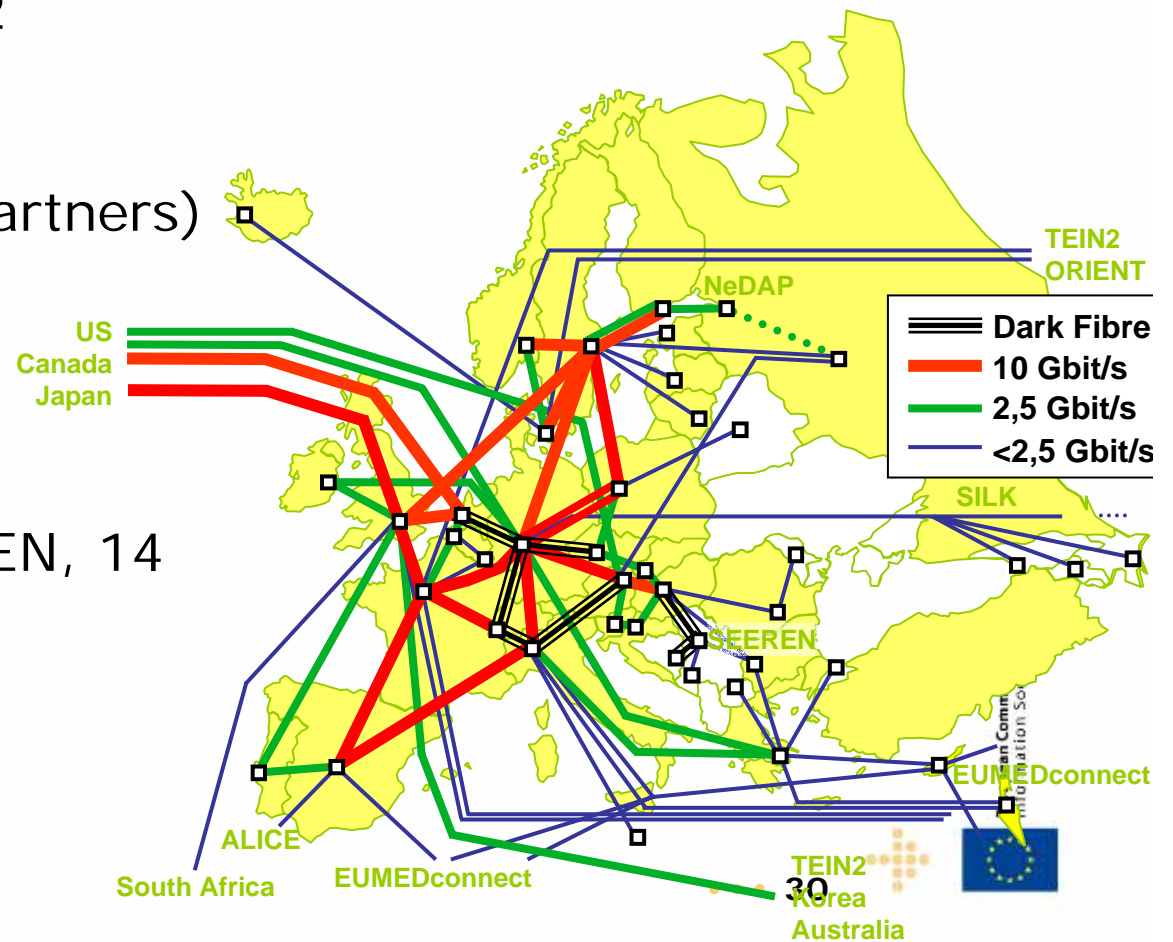 2
artners)
EN, 14
TEIN2
ORIENT
NeDAP
US
Canada
Japan
Dark Fibre
10 Gbit/s
2,5 Gbit/s
<2,5 Gbit/s
SILK
SEEREN
EUMEDconnect
ALICE
South Africa
EUMEDconnect
TEIN2
Korea
Australia
30